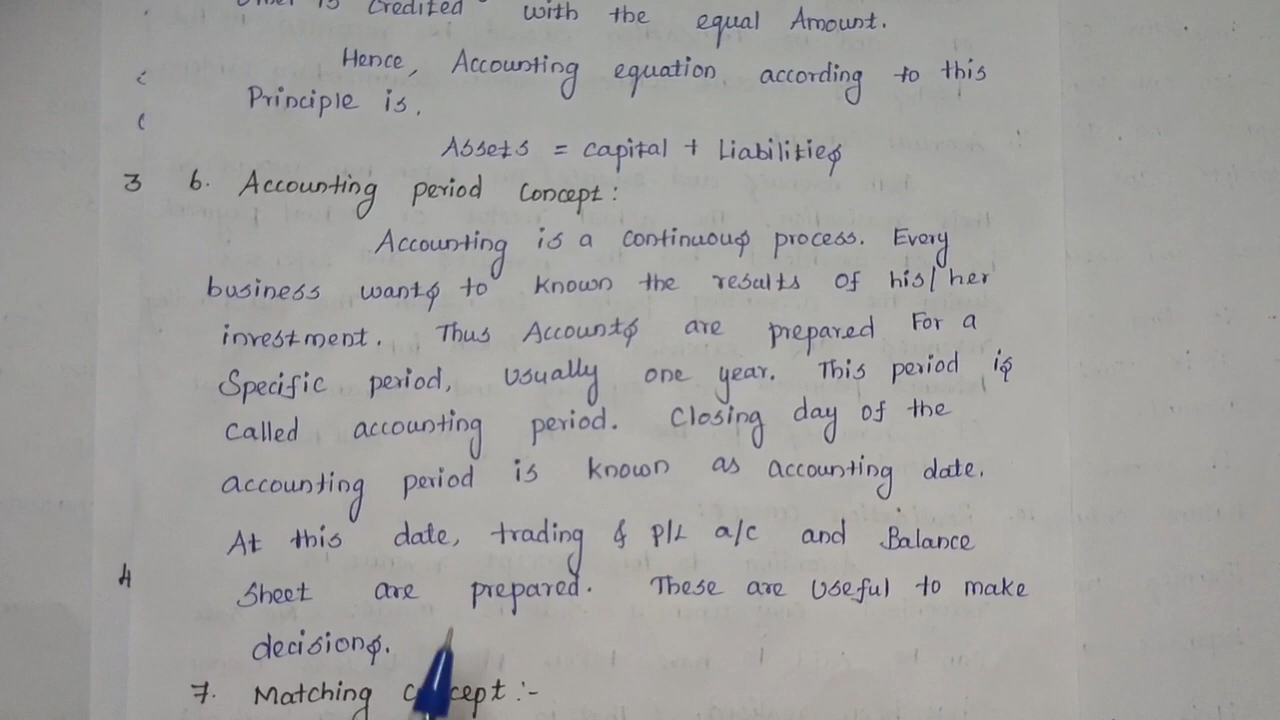 is credited with the equal Amount.
Hence, Accounting equation according to this
Principle is.
Assets = capital + Liabilities
3 6. Accounting period concept:
Accounting is a continuous process. Every
business wants to known the results of his/her
investment. Thus Accounts are prepared For a
Specific period, usually one year. This period is
called accounting period. Closing day of the
accounting period is known as accounting date.
At this date, trading & P/L a/c and Balance
4 Sheet are prepared. These are useful to make
decisions.
7. Matching :-